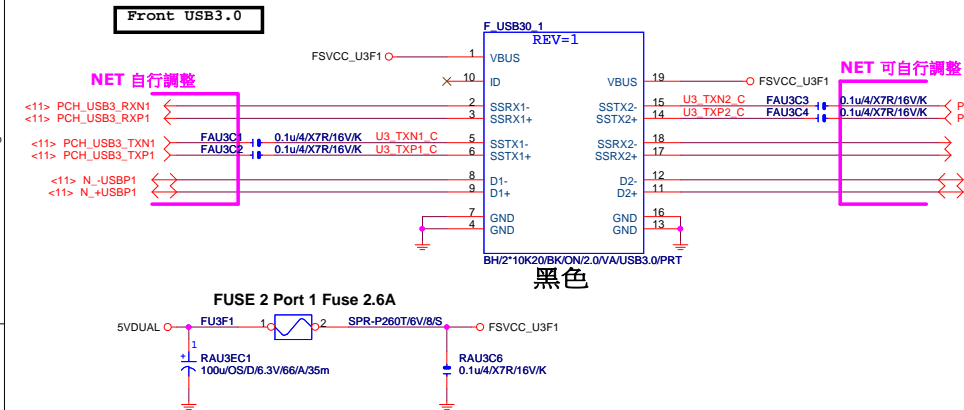 Front USB3.0
F_USB30_1
REV=1
FSVCC_U3F1
1
VBUS
10
ID
VBUS
19
FSVCC_U3F1
NET 自行調整
NET 可自行調整
<11> PCH_USB3_RXN1
2
SSRX1-
<11> PCH_USB3_RXP1
3
SSRX1+
SSTX2-
15
U3_TXN2_C
FAU3C3
0.1u/4/X7R/16V/K
P
SSTX2+
14
U3_TXP2_C
FAU3C4
0.1u/4/X7R/16V/K
P
<11> PCH_USB3_TXN1
FAU3C1
0.1u/4/X7R/16V/K
U3_TXN1_C
5
SSTX1-
<11> PCH_USB3_TXP1
FAU3C2
0.1u/4/X7R/16V/K
U3_TXP1_C
6
SSTX1+
SSRX2-
18
SSRX2+
17
<11> N_-USBP1
8
D1-
<11> N_+USBP1
9
D1+
D2-
12
D2+
11
7
GND
4
GND
GND
16
GND
13
BH/2*10K20/BK/ON/2.0/VA/USB3.0/PRT
黑色
FUSE 2 Port 1 Fuse 2.6A
5VDUAL
FU3F1
1
2
SPR-P260T/6V/8/S
FSVCC_U3F1
+
1
RAU3EC1
100u/OS/D/6.3V/66/A/35m
RAU3C6
0.1u/4/X7R/16V/K